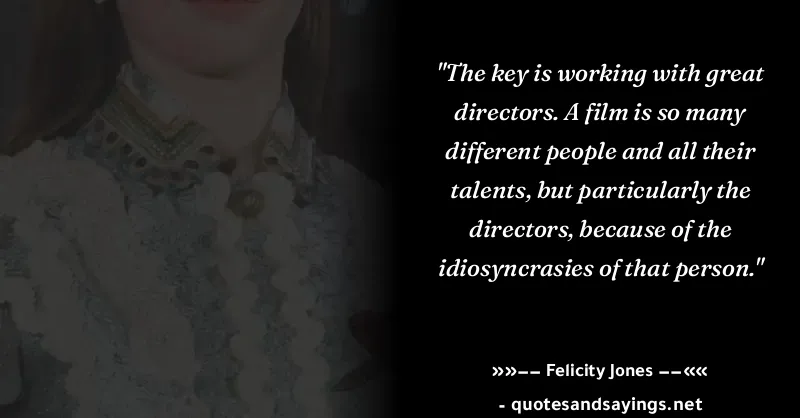 "The key is working with great
directors. A film is so many
different people and all their
talents, but particularly the
directors, because of the
idiosyncrasies of that person."
»»−− Felicity Jones −−««
- quotesandsayings.net